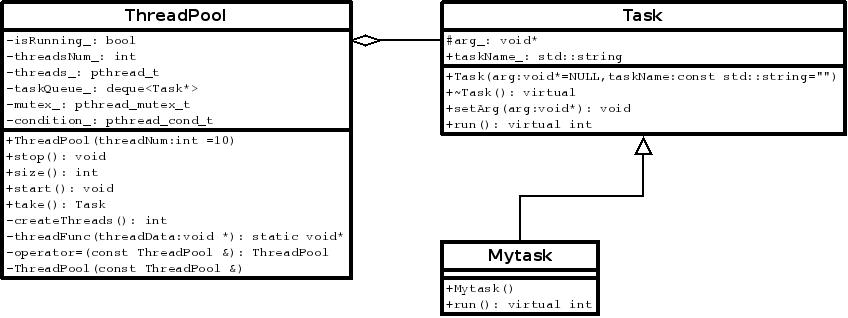 ThreadPool
-isRunning_: bool
-threadsNum_: int
-threads_: pthread_t
-taskQueue_: deque<Task*>
-mutex_: pthread_mutex_t
-condition_: pthread_cond_t
+ThreadPool(threadNum:int =10)
+stop(): void
+size(): int
+start(): void
+take(): Task
-createThreads(): int
-threadFunc(threadData:void *): static void*
-operator=(const ThreadPool &): ThreadPool
-ThreadPool(const ThreadPool &)
Task
#arg_: void*
+taskName_: std::string
+Task(arg:void*=NULL,taskName:const std::string="")
+~Task(): virtual
+setArg(arg:void*): void
+run(): virtual int
Mytask
+Mytask()
+run(): virtual int